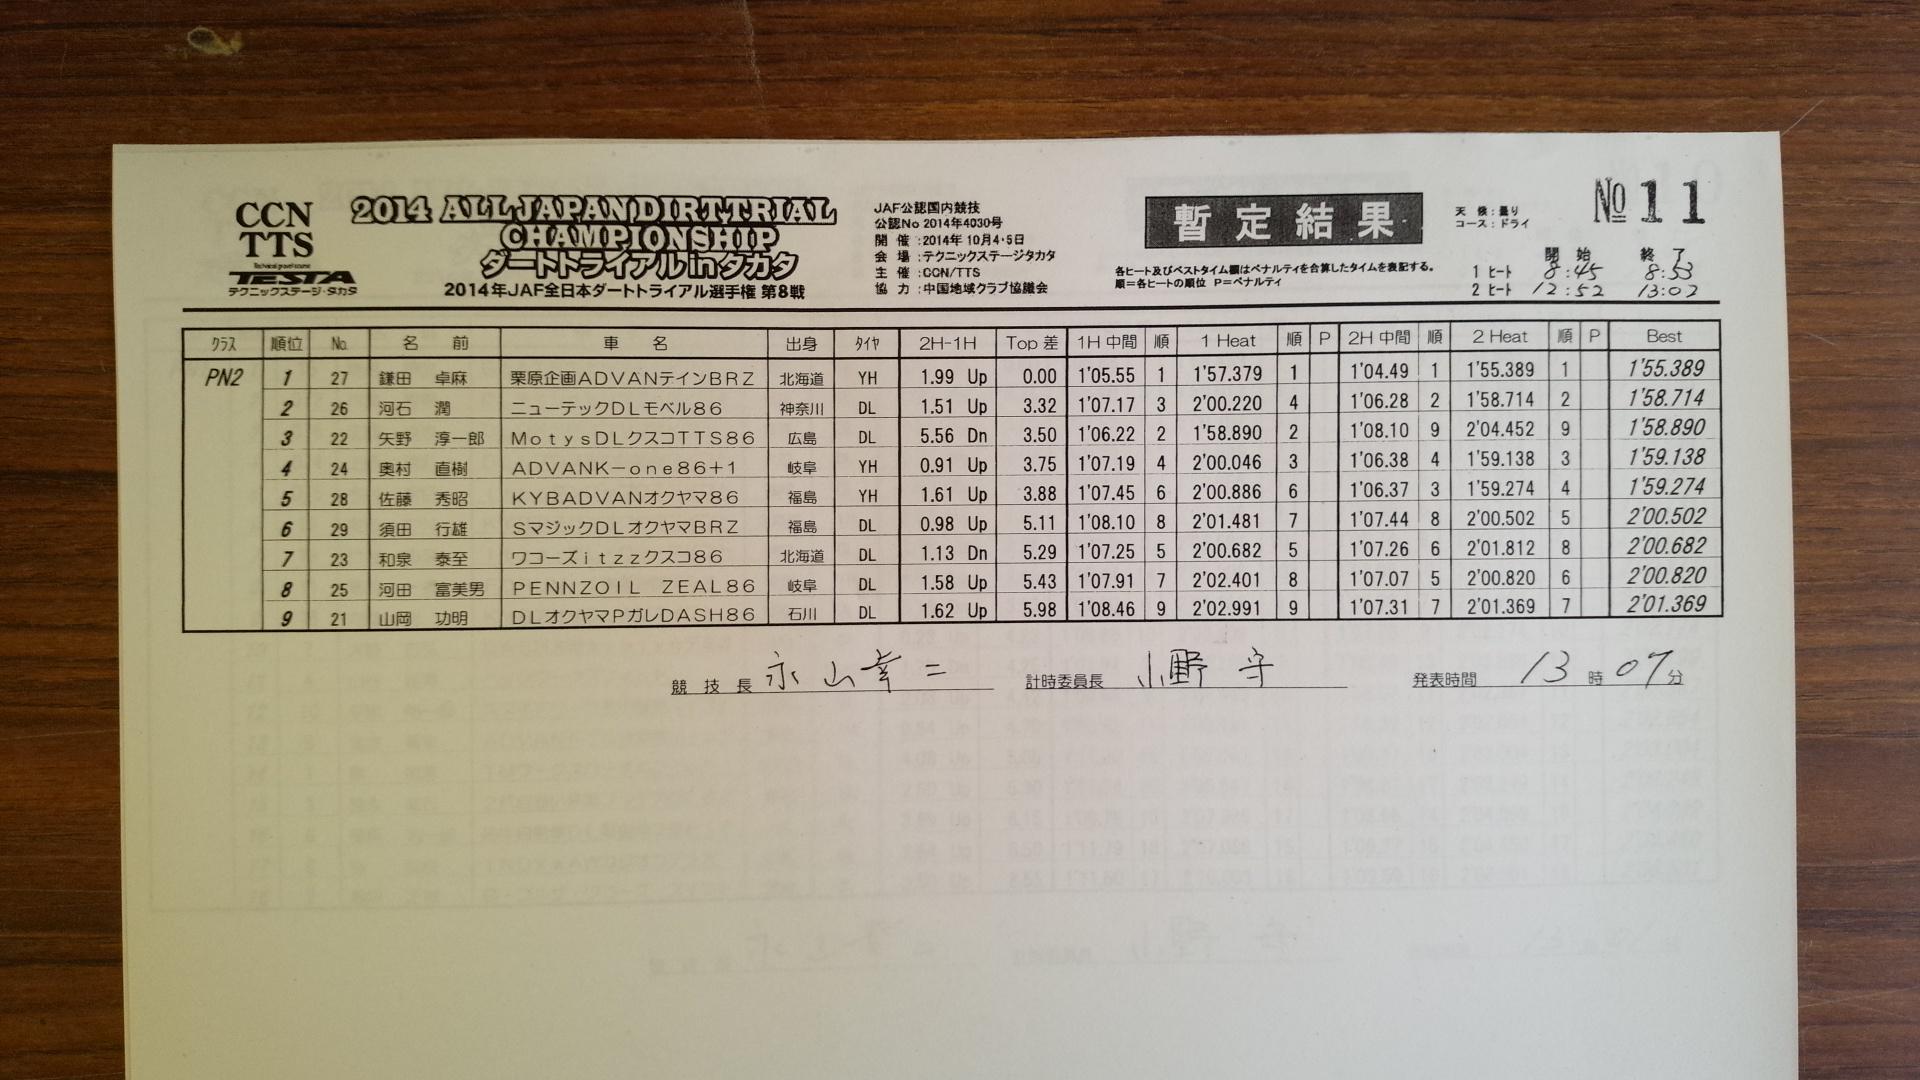 CCN
TTS
Technical gravel course
TESTA
テクニックステージ・タカタ
2014 ALL JAPAN DIRT TRIAL
CHAMPIONSHIP
ダートトライアル in タカタ
2014年JAF全日本ダートトライアル選手権 第8戦
JAF公認国内競技
公認No 2014年4030号
開 催:2014年 10月4・5日
会 場:テクニックステージタカタ
主 催:CCN/TTS
協 力:中国地域クラブ協議会
暫定結果
各ヒート及びベストタイム欄はペナルティを合算したタイムを表記する。
順=各ヒートの順位 P=ペナルティ
天 候:曇り
コース:ドライ
№11
開 始 終 了
1 ヒート 8:45 8:53
2 ヒート 12:52 13:02
クラス 順位 No. 名 前 車 名 出身 タイヤ 2H-1H Top 差 1H 中間 順 1 Heat 順 P 2H 中間 順 2 Heat 順 P Best
PN2 1 27 鎌田 卓麻 栗原企画ADVANテインBRZ 北海道 YH 1.99 Up 0.00 1'05.55 1 1'57.379 1 1'04.49 1 1'55.389 1 1'55.389
2 26 河石 潤 ニューテックDLモベル86 神奈川 DL 1.51 Up 3.32 1'07.17 3 2'00.220 4 1'06.28 2 1'58.714 2 1'58.714
3 22 矢野 淳一郎 MotysDLクスコTTS86 広島 DL 5.56 Dn 3.50 1'06.22 2 1'58.890 2 1'08.10 9 2'04.452 9 1'58.890
4 24 奥村 直樹 ADVANK-one86+1 岐阜 YH 0.91 Up 3.75 1'07.19 4 2'00.046 3 1'06.38 4 1'59.138 3 1'59.138
5 28 佐藤 秀昭 KYBADVANオクヤマ86 福島 YH 1.61 Up 3.88 1'07.45 6 2'00.886 6 1'06.37 3 1'59.274 4 1'59.274
6 29 須田 行雄 SマジックDLオクヤマBRZ 福島 DL 0.98 Up 5.11 1'08.10 8 2'01.481 7 1'07.44 8 2'00.502 5 2'00.502
7 23 和泉 泰至 ワコーズitzzクスコ86 北海道 DL 1.13 Dn 5.29 1'07.25 5 2'00.682 5 1'07.26 6 2'01.812 8 2'00.682
8 25 河田 富美男 PENNZOIL ZEAL86 岐阜 DL 1.58 Up 5.43 1'07.91 7 2'02.401 8 1'07.07 5 2'00.820 6 2'00.820
9 21 山岡 功明 DLオクヤマPガレDASH86 石川 DL 1.62 Up 5.98 1'08.46 9 2'02.991 9 1'07.31 7 2'01.369 7 2'01.369
競 技 長 永山幸二 計時委員長 小野 守 発表時間 13 時 07 分